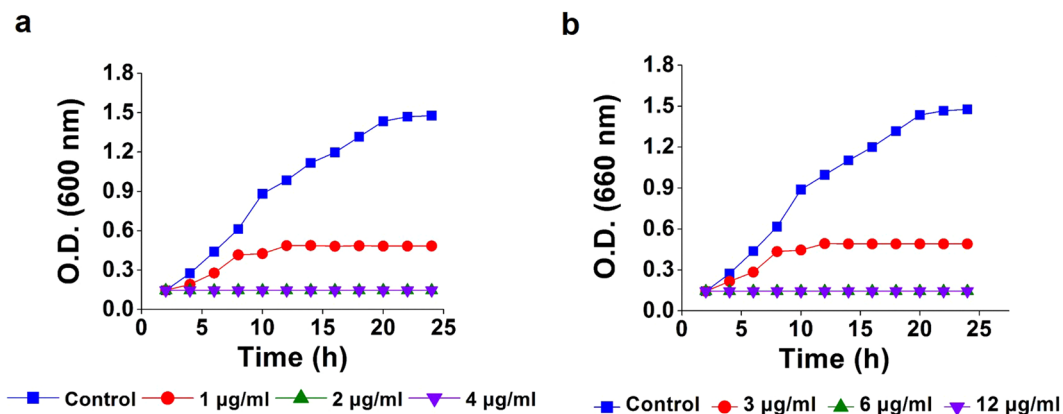 a
b
1.8
1.5
1.2
0.9
0.6
0.3
0.0
O.D. (600 nm)
0 5 10 15 20 25
Time (h)
Control 1 µg/ml 2 µg/ml 4 µg/ml
1.8
1.5
1.2
0.9
0.6
0.3
0.0
O.D. (660 nm)
0 5 10 15 20 25
Time (h)
Control 3 µg/ml 6 µg/ml 12 µg/ml